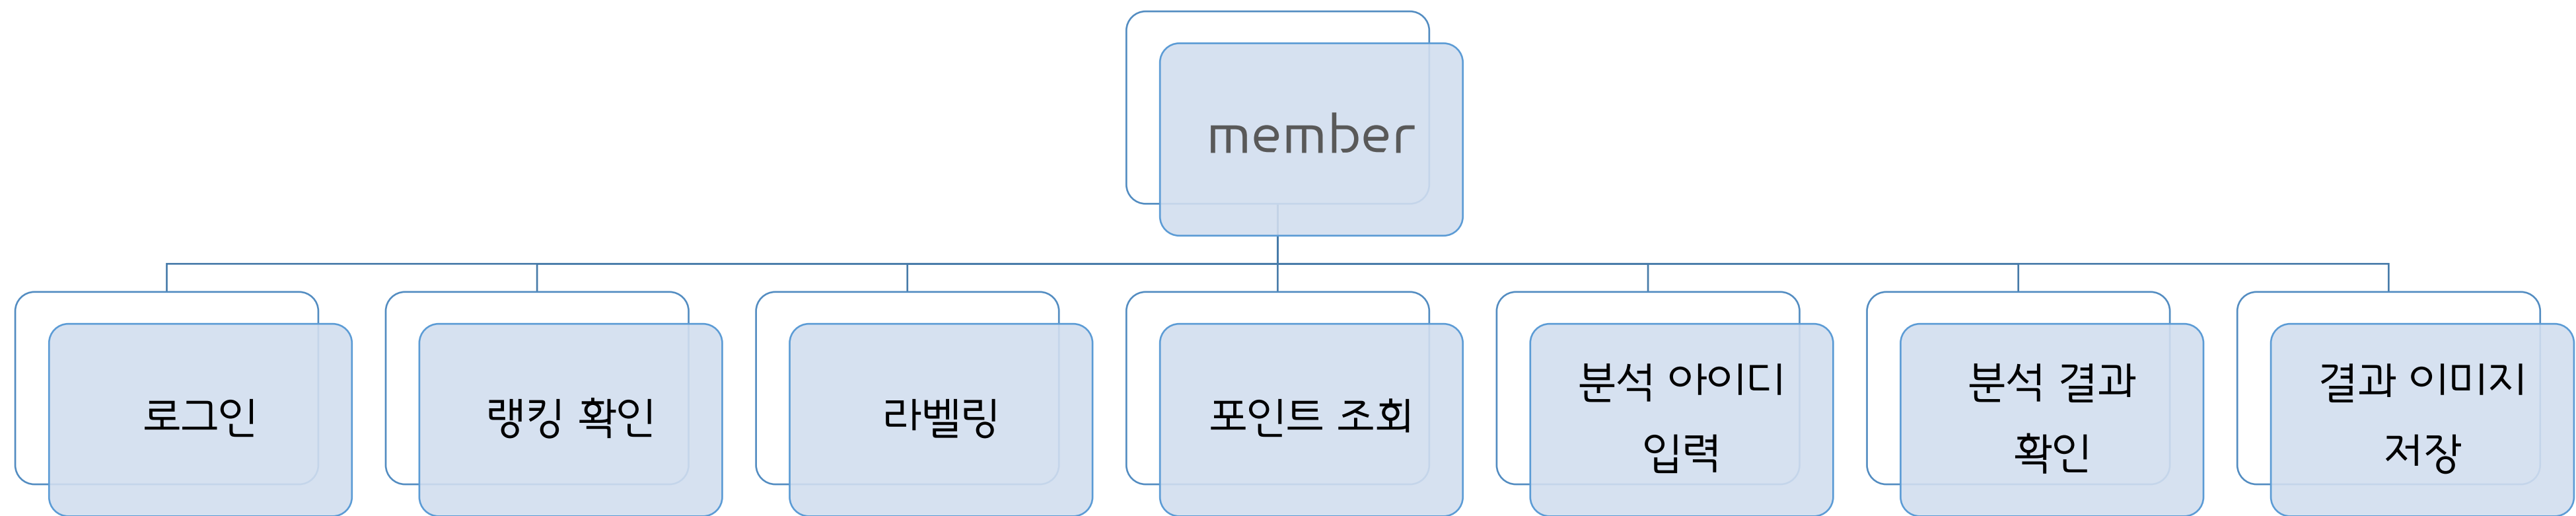 member
로그인
랭킹 확인
라벨링
포인트 조회
분석 아이디
입력
분석 결과
확인
결과 이미지
저장